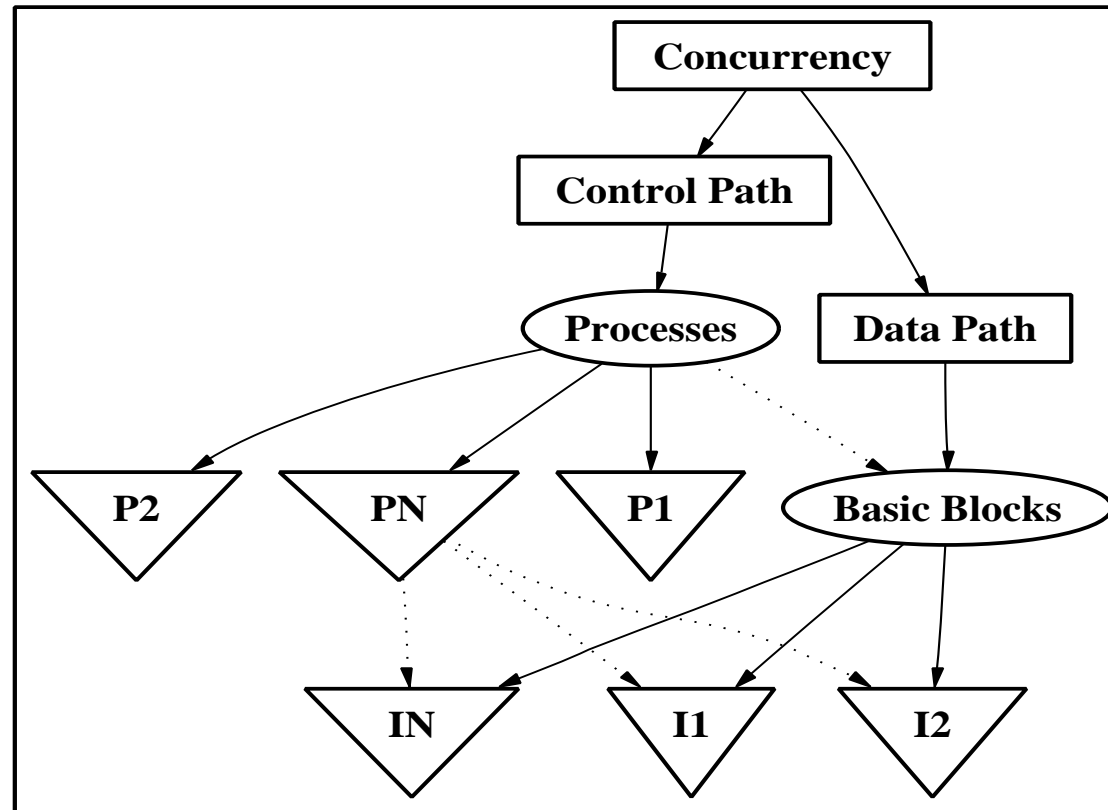 Concurrency
Control Path
Processes
Data Path
P2
PN
P1
Basic Blocks
IN
I1
I2